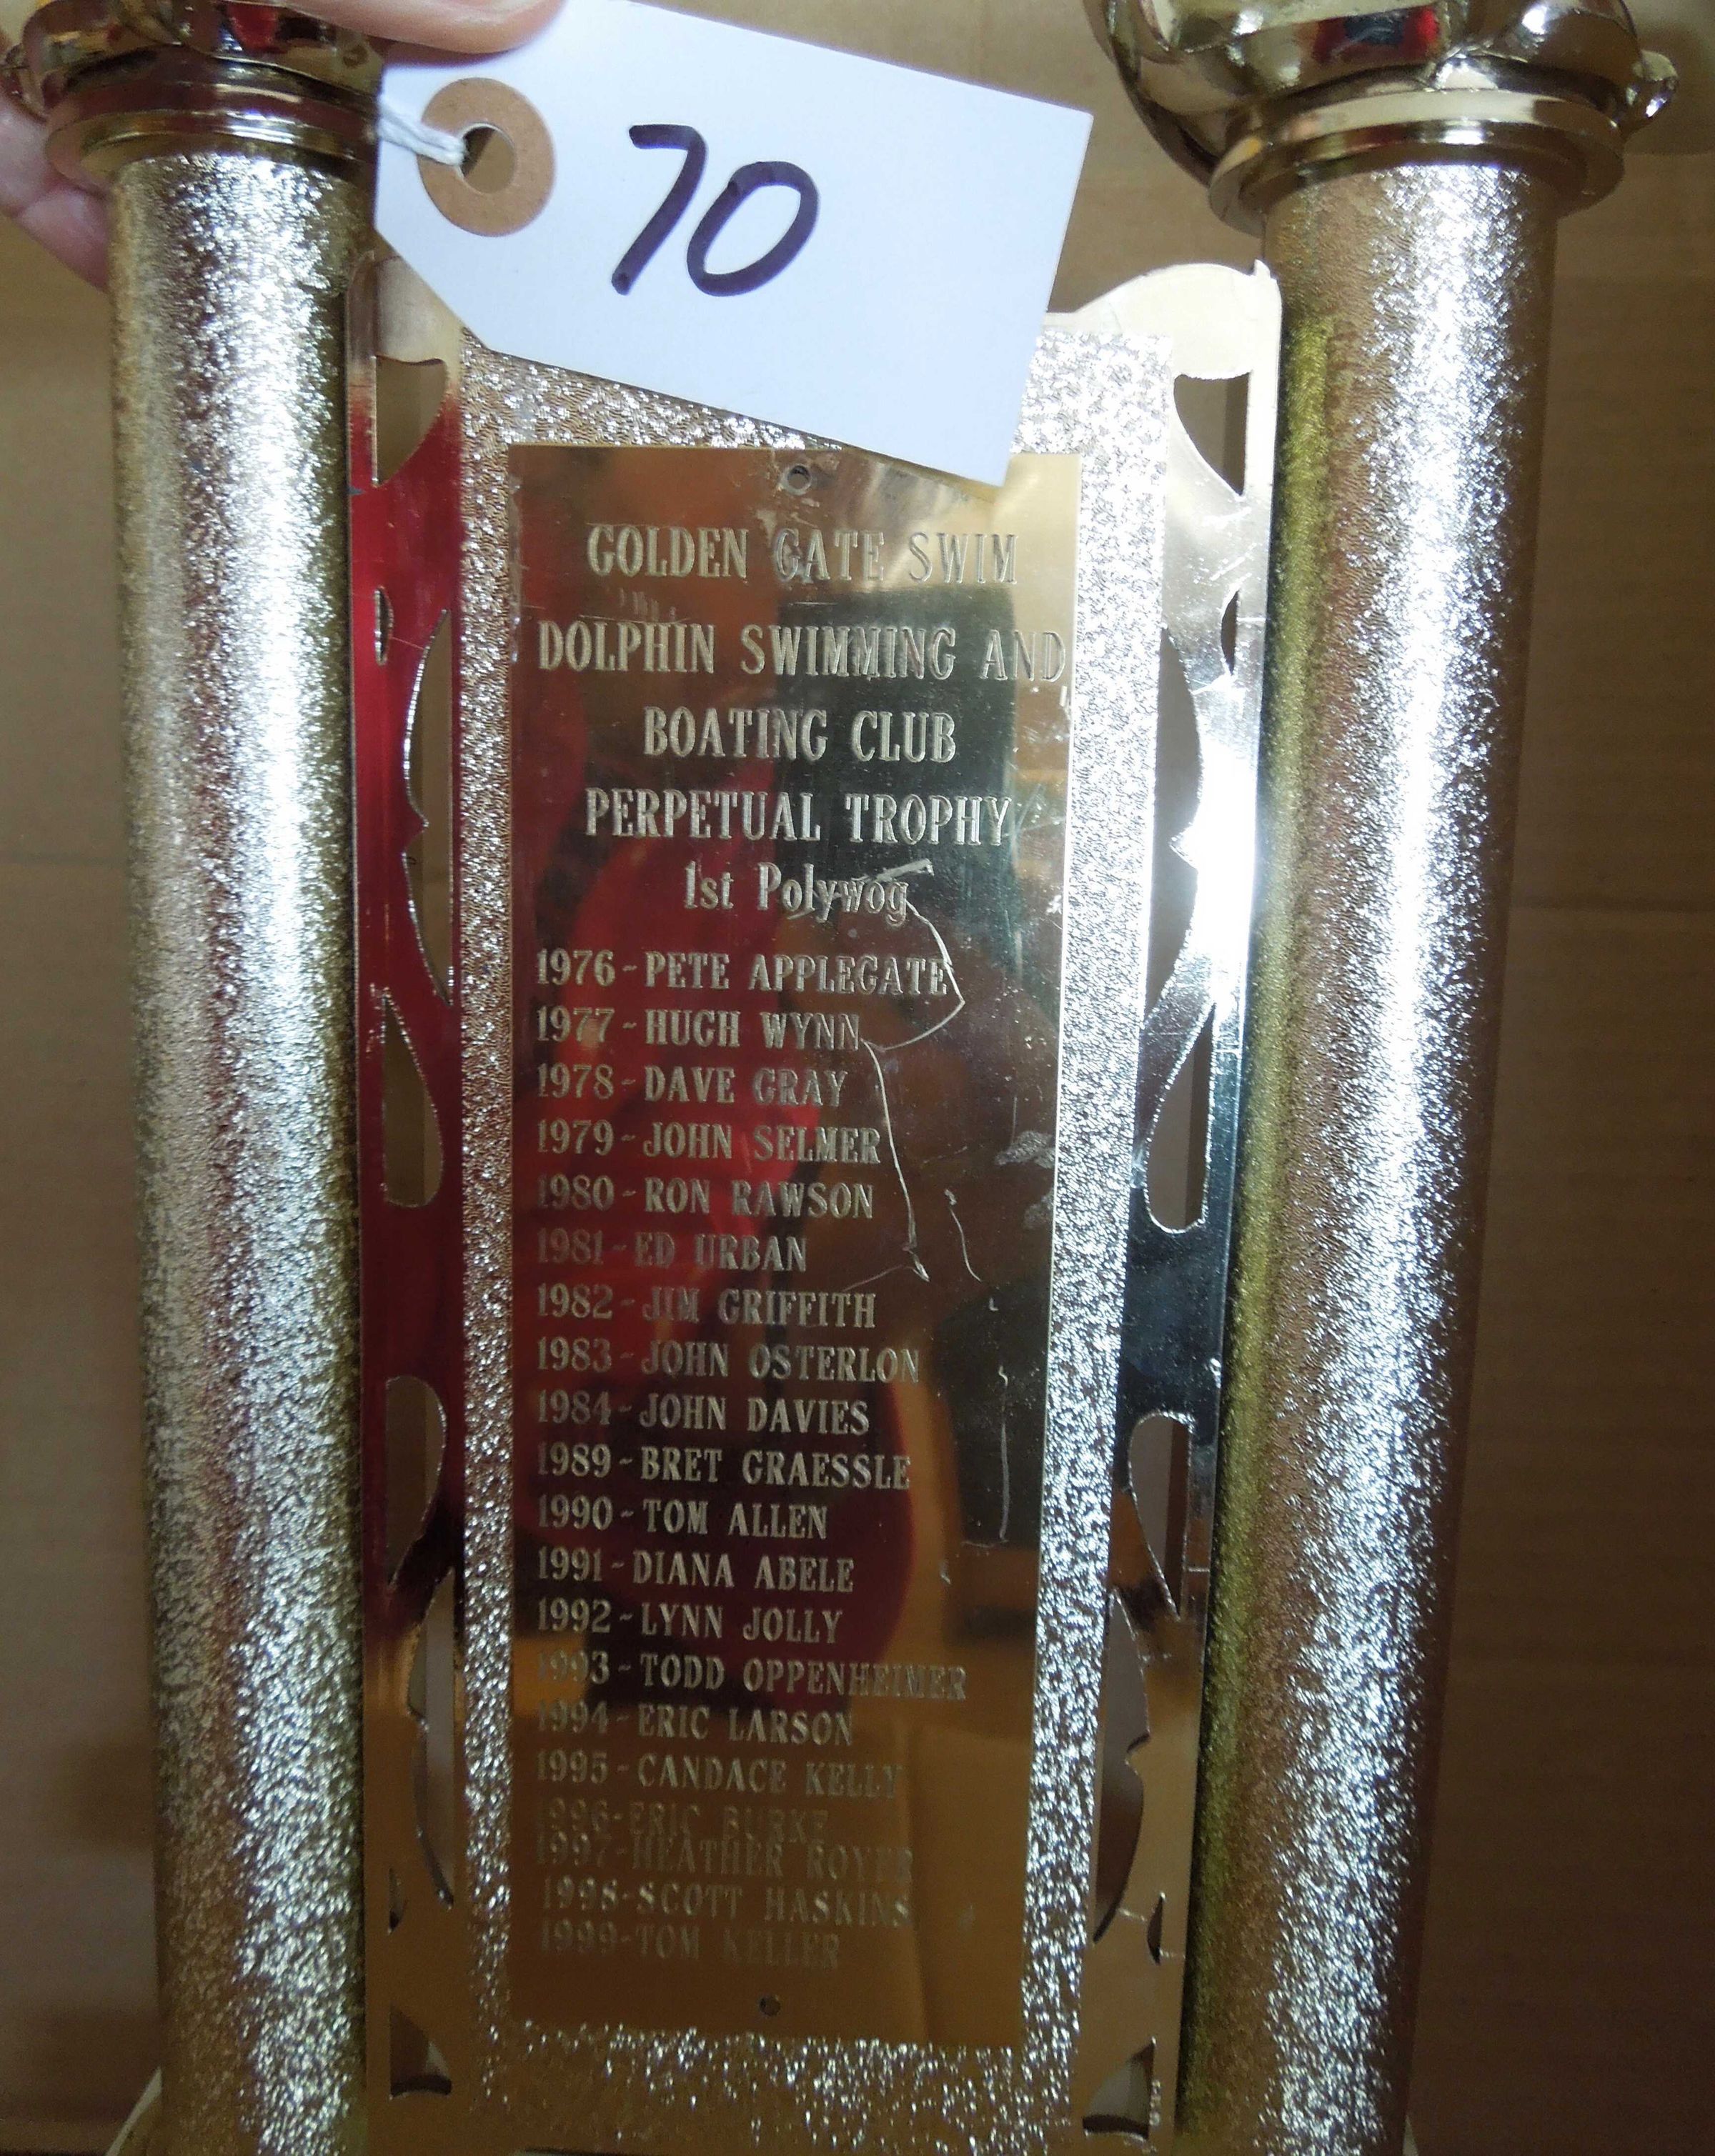 70
GOLDEN GATE SWIM
DOLPHIN SWIMMING AND
BOATING CLUB
PERPETUAL TROPHY
1st Polywog
1976-PETE APPLEGATE
1977-HUGH WYNN
1978-DAVE GRAY
1979-JOHN SELMER
1980-RON RAWSON
1981-ED URBAN
1982-JIM GRIFFITH
1983-JOHN OSTERLON
1984-JOHN DAVIES
1989-BRET GRAESSLE
1990-TOM ALLEN
1991-DIANA ABELE
1992-LYNN JOLLY
1993-TODD OPPENHEIMER
1994-ERIC LARSON
1995-CANDACE KELLY
1996-ERIC BURKE
1997-HEATHER ROYER
1998-SCOTT HASKINS
1999-TOM KELLER